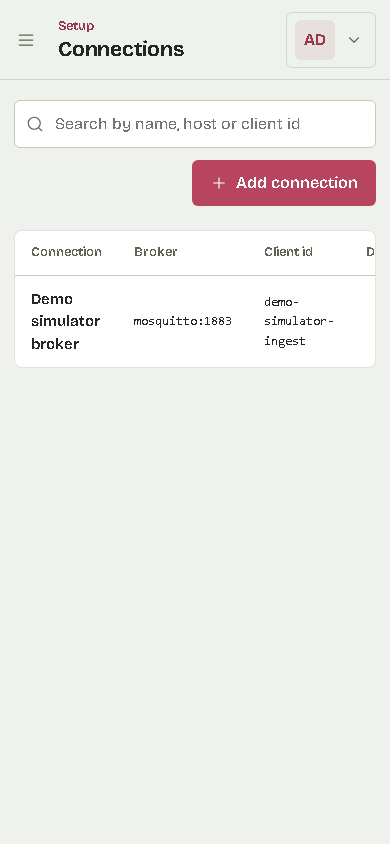 Setup
Connections
AD
Search by name, host or client id
Add connection
Connection Broker Client id D
Demo simulator broker
mosquitto:1883
demo-simulator-ingest